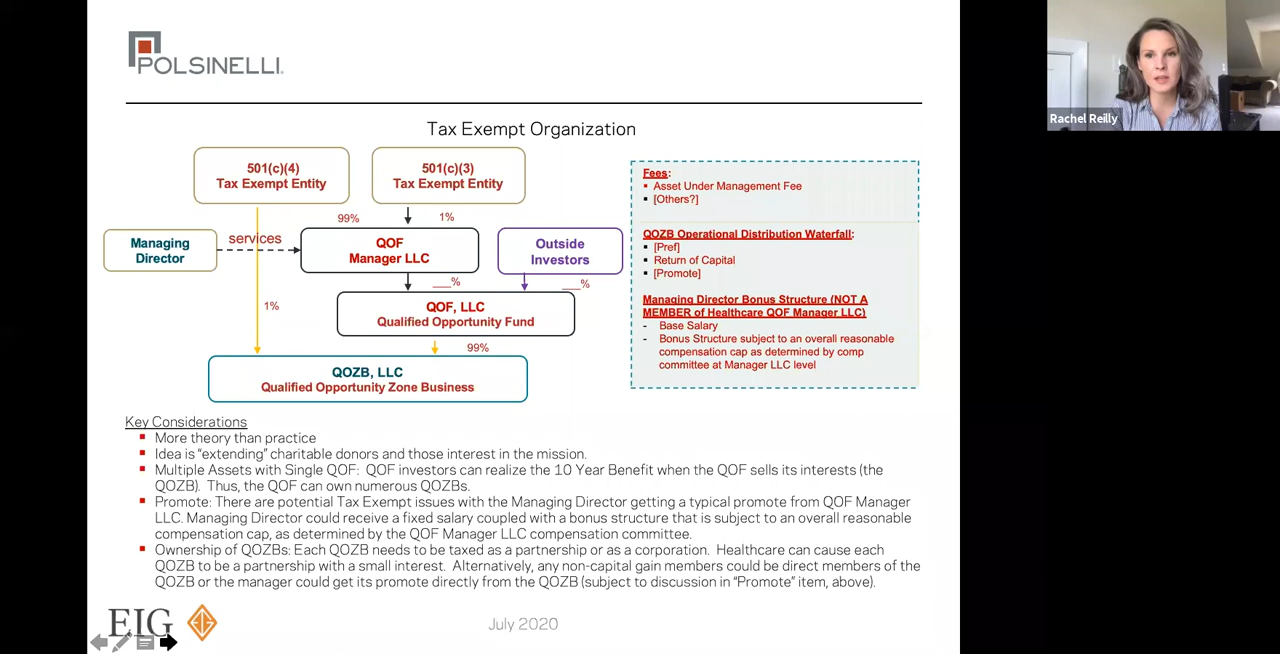 POLSINELLI
Rachel Reilly
Tax Exempt Organization
501(c)(4)
Tax Exempt Entity
501(c)(3)
Tax Exempt Entity
99%
1%
Managing
Director
services
QOF
Manager LLC
Outside
Investors
___%
___%
1%
QOF, LLC
Qualified Opportunity Fund
99%
QOZB, LLC
Qualified Opportunity Zone Business
Fees:
▪ Asset Under Management Fee
▪ [Others?]
QOZB Operational Distribution Waterfall:
▪ [Pref]
▪ Return of Capital
▪ [Promote]
Managing Director Bonus Structure (NOT A
MEMBER of Healthcare QOF Manager LLC)
- Base Salary
- Bonus Structure subject to an overall reasonable
compensation cap as determined by comp
committee at Manager LLC level
Key Considerations
▪ More theory than practice
▪ Idea is "extending" charitable donors and those interest in the mission.
▪ Multiple Assets with Single QOF: QOF investors can realize the 10 Year Benefit when the QOF sells its interests (the
QOZB). Thus, the QOF can own numerous QOZBs.
▪ Promote: There are potential Tax Exempt issues with the Managing Director getting a typical promote from QOF Manager
LLC. Managing Director could receive a fixed salary coupled with a bonus structure that is subject to an overall reasonable
compensation cap, as determined by the QOF Manager LLC compensation committee.
▪ Ownership of QOZBs: Each QOZB needs to be taxed as a partnership or as a corporation. Healthcare can cause each
QOZB to be a partnership with a small interest. Alternatively, any non-capital gain members could be direct members of the
QOZB or the manager could get its promote directly from the QOZB (subject to discussion in "Promote" item, above).
EIG
July 2020